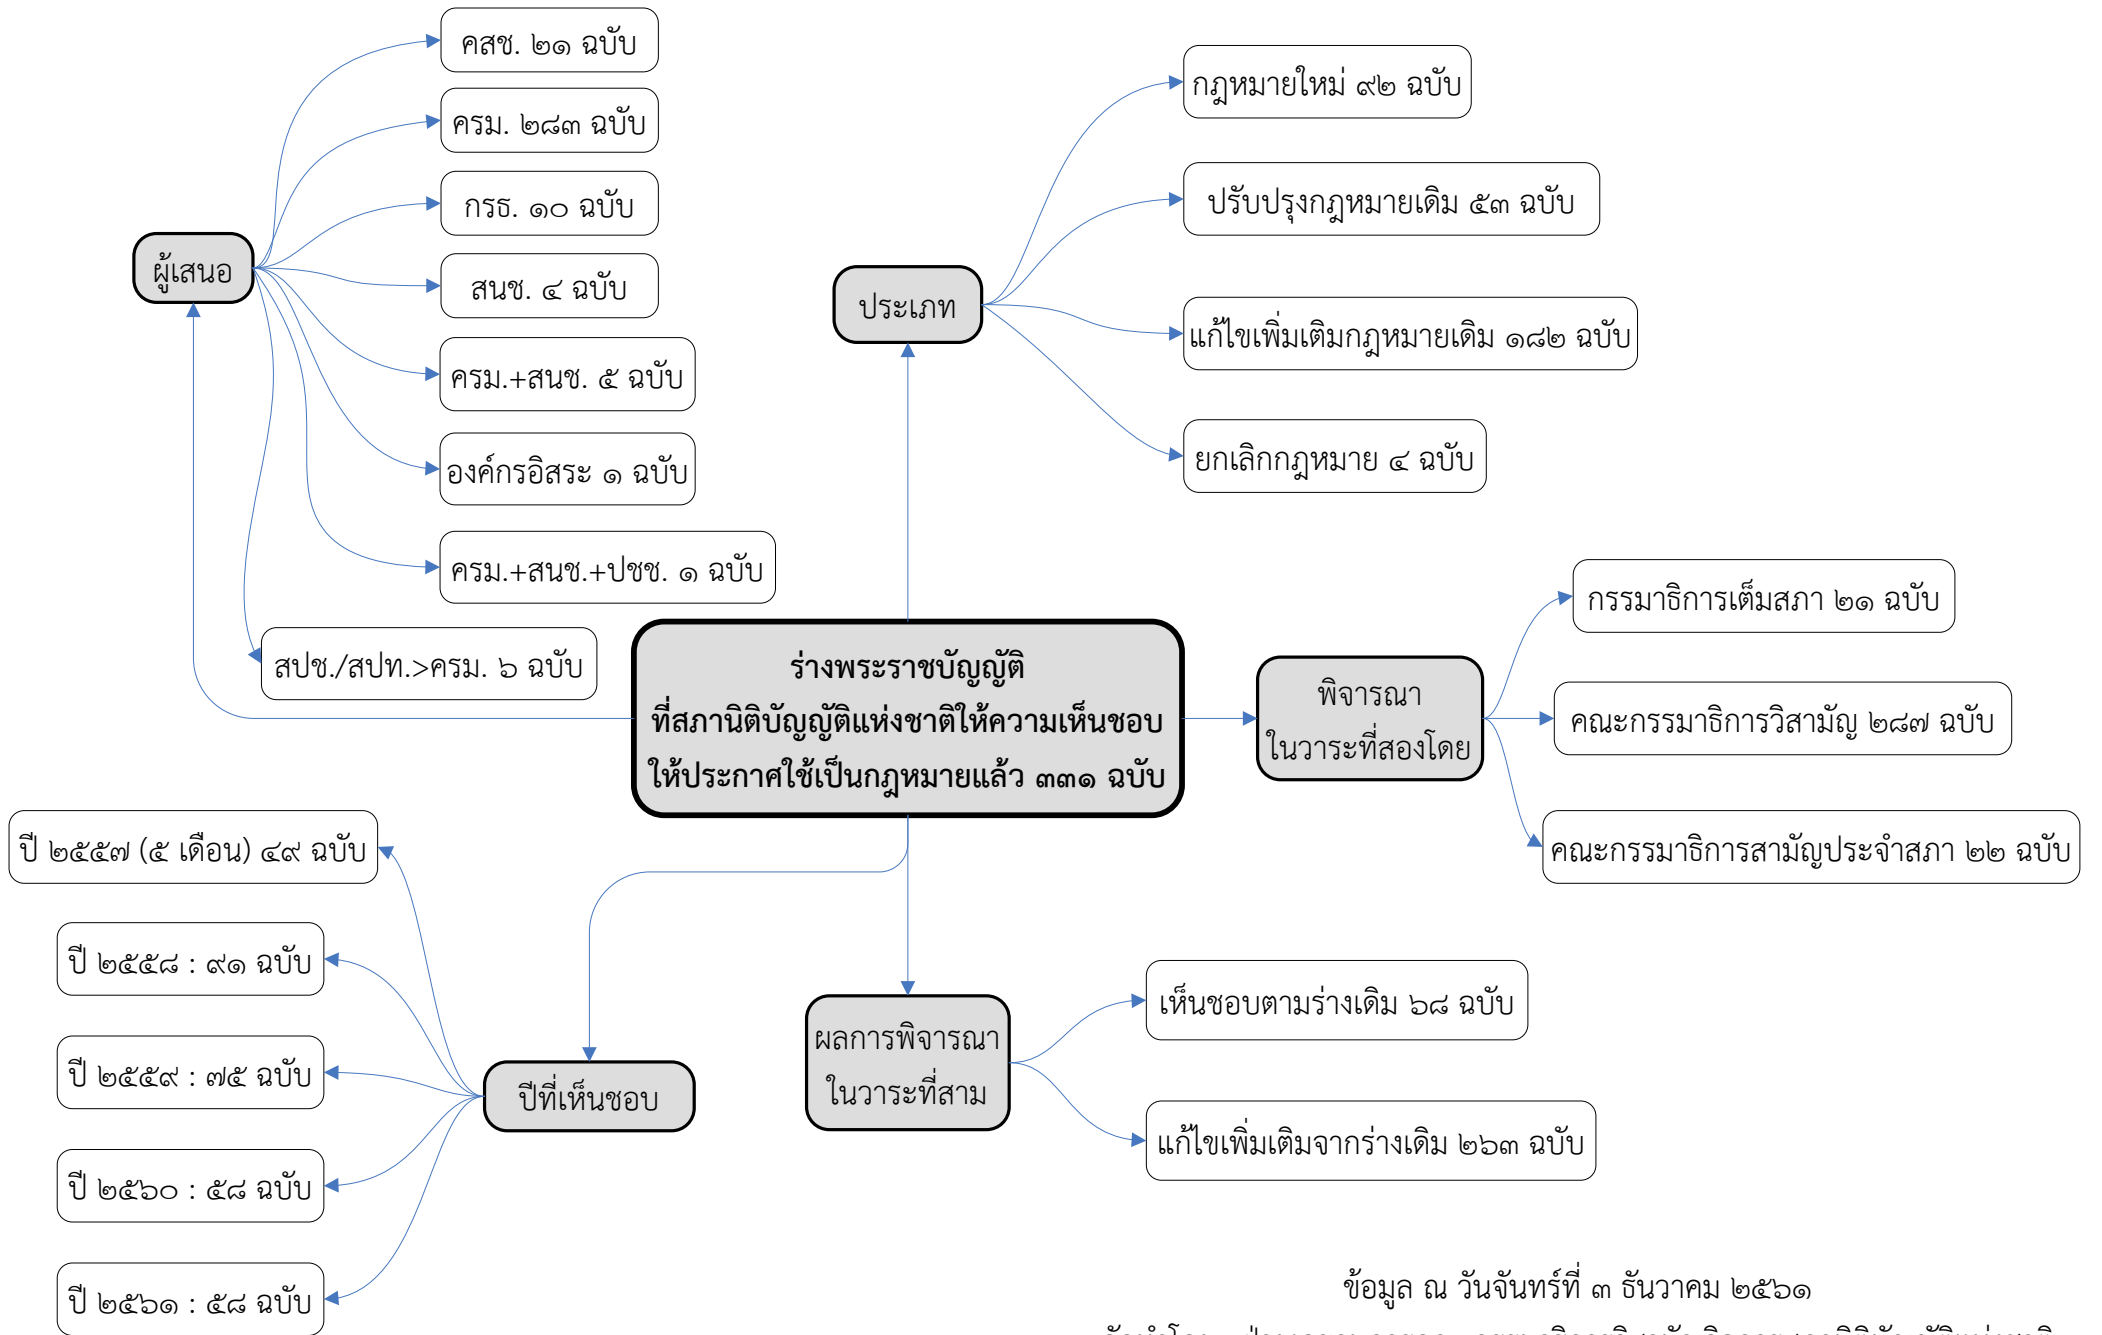 คสช. ๒๑ ฉบับ
ครม. ๒๘๓ ฉบับ
กรธ. ๑๐ ฉบับ
สนช. ๔ ฉบับ
ครม.+สนช. ๕ ฉบับ
องค์กรอิสระ ๑ ฉบับ
ครม.+สนช.+ปชช. ๑ ฉบับ
สปช./สปท.>ครม. ๖ ฉบับ
ผู้เสนอ
กฎหมายใหม่ ๙๒ ฉบับ
ปรับปรุงกฎหมายเดิม ๕๓ ฉบับ
แก้ไขเพิ่มเติมกฎหมายเดิม ๑๘๒ ฉบับ
ยกเลิกกฎหมาย ๔ ฉบับ
ประเภท
ร่างพระราชบัญญัติ
ที่สภานิติบัญญัติแห่งชาติให้ความเห็นชอบ
ให้ประกาศใช้เป็นกฎหมายแล้ว ๓๓๑ ฉบับ
พิจารณา
ในวาระที่สองโดย
กรรมาธิการเต็มสภา ๒๑ ฉบับ
คณะกรรมาธิการวิสามัญ ๒๘๗ ฉบับ
คณะกรรมาธิการสามัญประจำสภา ๒๒ ฉบับ
ปี ๒๕๕๗ (๕ เดือน) ๔๙ ฉบับ
ปี ๒๕๕๘ : ๙๑ ฉบับ
ปี ๒๕๕๙ : ๗๕ ฉบับ
ปี ๒๕๖๐ : ๕๘ ฉบับ
ปี ๒๕๖๑ : ๕๘ ฉบับ
ปีที่เห็นชอบ
ผลการพิจารณา
ในวาระที่สาม
เห็นชอบตามร่างเดิม ๖๘ ฉบับ
แก้ไขเพิ่มเติมจากร่างเดิม ๒๖๓ ฉบับ
ข้อมูล ณ วันจันทร์ที่ ๓ ธันวาคม ๒๕๖๑